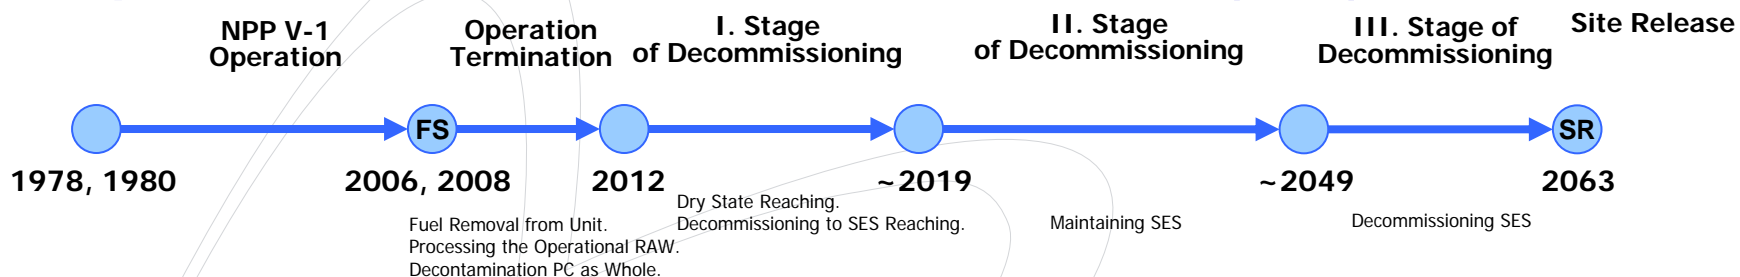 NPP V-1
Operation
Operation
Termination
I. Stage
of Decommissioning
II. Stage
of Decommissioning
III. Stage of
Decommissioning
Site Release
FS
SR
1978, 1980
2006, 2008
2012
~2019
~2049
2063
Fuel Removal from Unit.
Processing the Operational RAW.
Decontamination PC as Whole.
Dry State Reaching.
Decommissioning to SES Reaching.
Maintaining SES
Decommissioning SES